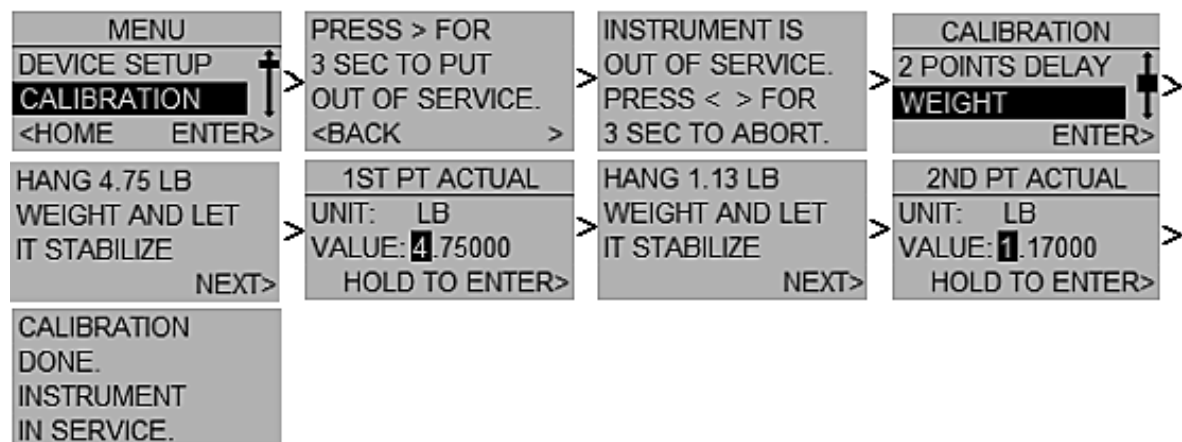 MENU
DEVICE SETUP
CALIBRATION
<HOME ENTER>
>
PRESS > FOR
3 SEC TO PUT
OUT OF SERVICE.
<BACK >
>
INSTRUMENT IS
OUT OF SERVICE.
PRESS < > FOR
3 SEC TO ABORT.
>
CALIBRATION
2 POINTS DELAY
WEIGHT
ENTER>
>
HANG 4.75 LB
WEIGHT AND LET
IT STABILIZE
NEXT>
>
1ST PT ACTUAL
UNIT: LB
VALUE: 4.75000
HOLD TO ENTER>
>
HANG 1.13 LB
WEIGHT AND LET
IT STABILIZE
NEXT>
>
2ND PT ACTUAL
UNIT: LB
VALUE: 1.17000
HOLD TO ENTER>
>
CALIBRATION
DONE.
INSTRUMENT
IN SERVICE.